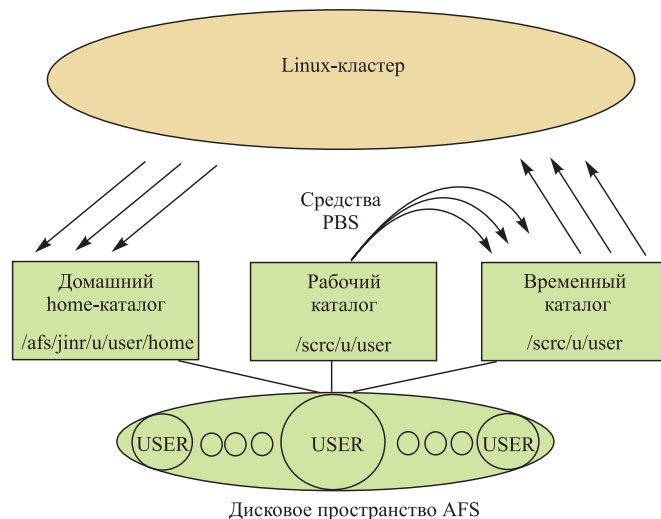 Linux-кластер
Средства
PBS
Домашний
home-каталог
/afs/jinr/u/user/home
Рабочий
каталог
/scrc/u/user
Временный
каталог
/scrc/u/user
USER
USER
USER
Дисковое пространство AFS